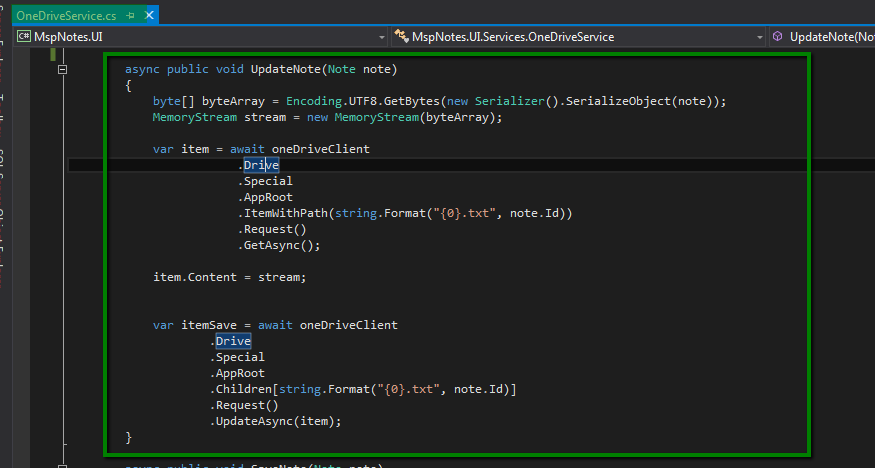 OneDriveService.cs
C# MspNotes.UI
MspNotes.UI.Services.OneDriveService
UpdateNote(No
async public void UpdateNote(Note note)
{
byte[] byteArray = Encoding.UTF8.GetBytes(new Serializer().SerializeObject(note));
MemoryStream stream = new MemoryStream(byteArray);
var item = await oneDriveClient
.Drive
.Special
.AppRoot
.ItemWithPath(string.Format("{0}.txt", note.Id))
.Request()
.GetAsync();
item.Content = stream;
var itemSave = await oneDriveClient
.Drive
.Special
.AppRoot
.Children[string.Format("{0}.txt", note.Id)]
.Request()
.UpdateAsync(item);
}
async public void SaveNote(Note note)